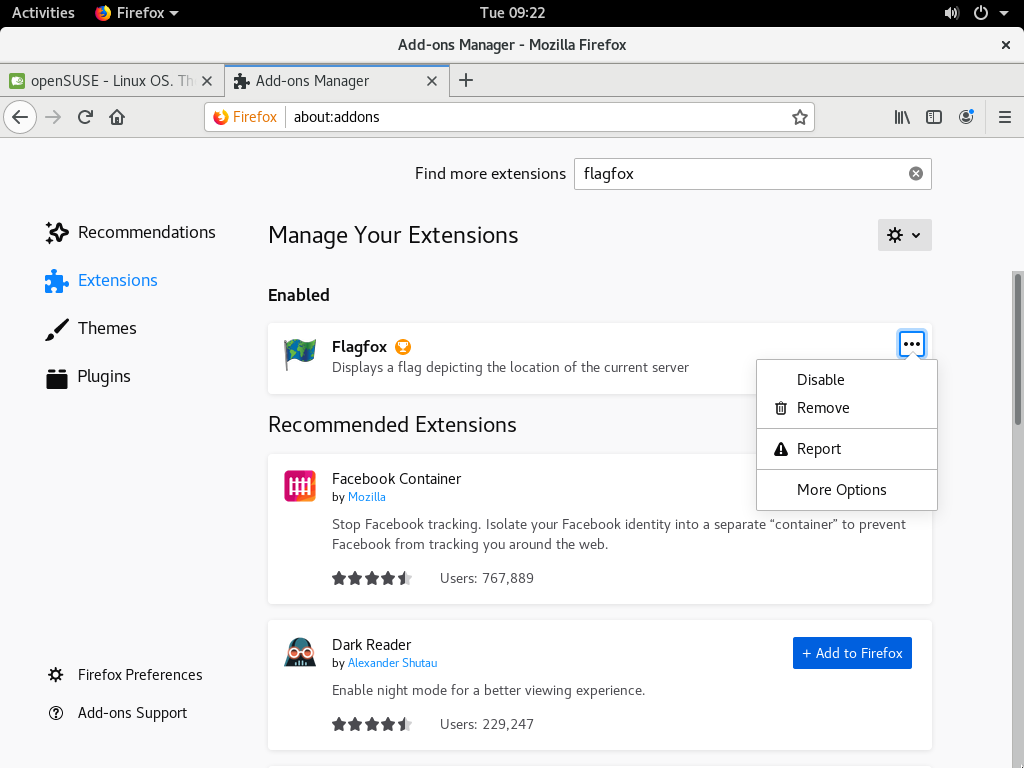 Activities
Firefox
Tue 09:22
Add-ons Manager - Mozilla Firefox
openSUSE - Linux OS. Th
Add-ons Manager
Firefox
about:addons
Find more extensions
flagfox
Recommendations
Extensions
Themes
Plugins
Firefox Preferences
Add-ons Support
Manage Your Extensions
Enabled
Flagfox
Displays a flag depicting the location of the current server
Disable
Remove
Report
More Options
Recommended Extensions
Facebook Container
by Mozilla
Stop Facebook tracking. Isolate your Facebook identity into a separate “container” to prevent
Facebook from tracking you around the web.
Users: 767,889
Dark Reader
by Alexander Shutau
+ Add to Firefox
Enable night mode for a better viewing experience.
Users: 229,247